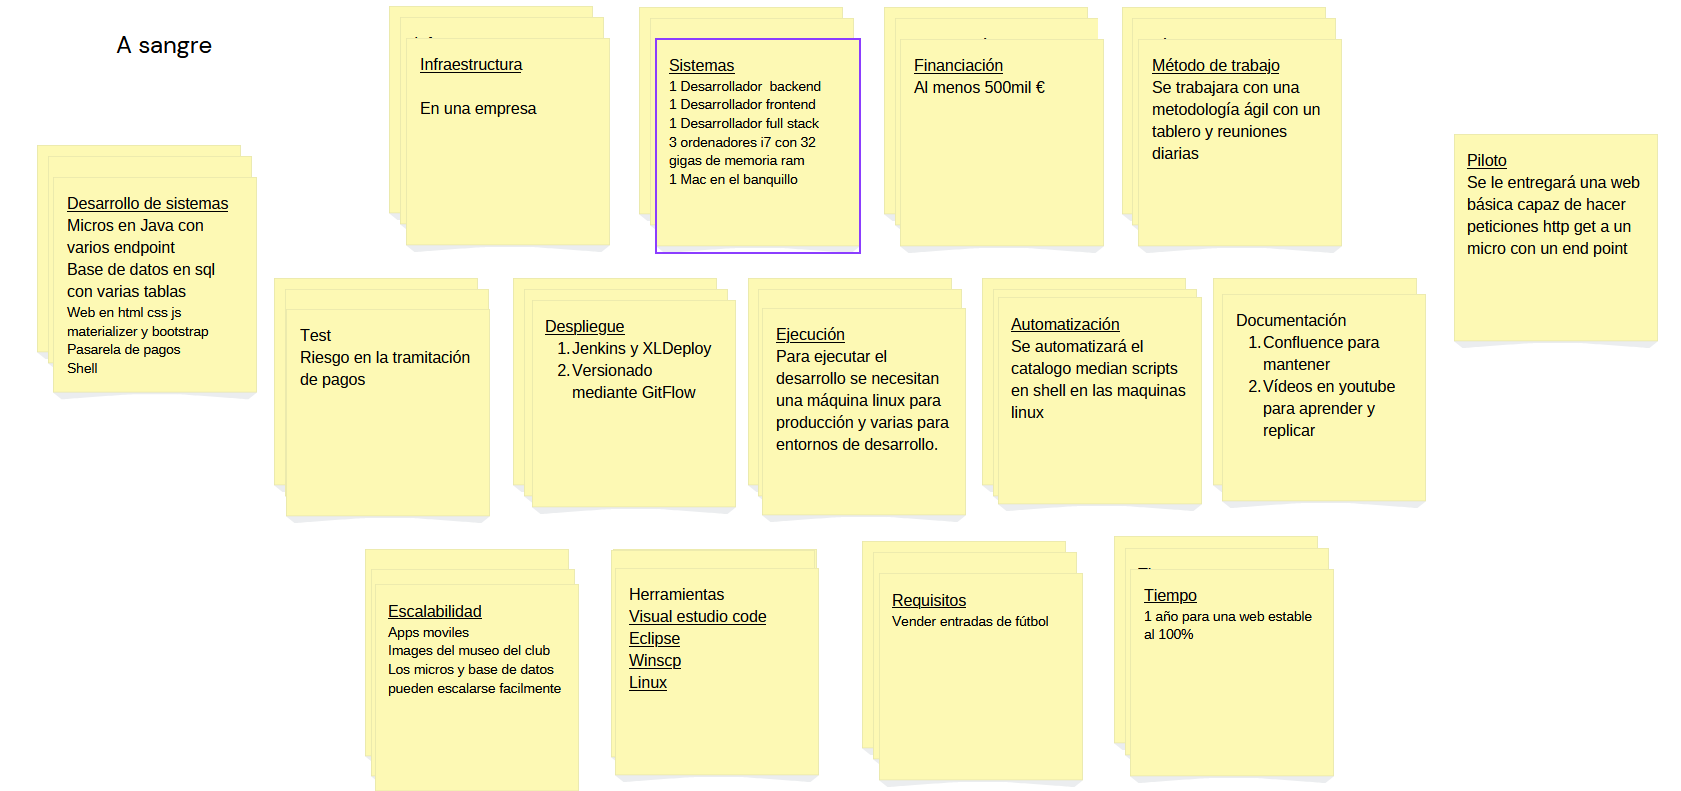 A sangre
Infraestructura
En una empresa
Sistemas
1 Desarrollador  backend
1 Desarrollador frontend
1 Desarrollador full stack
3 ordenadores i7 con 32
gigas de memoria ram
1 Mac en el banquillo
Financiación
Al menos 500mil €
Método de trabajo
Se trabajara con una
metodología ágil con un
tablero y reuniones
diarias
Piloto
Se le entregará una web
básica capaz de hacer
peticiones http get a un
micro con un end point
Desarrollo de sistemas
Micros en Java con
varios endpoint
Base de datos en sql
con varias tablas
Web en html css js
materializer y bootstrap
Pasarela de pagos
Shell
Test
Riesgo en la tramitación
de pagos
Despliegue
1. Jenkins y XLDeploy
2. Versionado
mediante GitFlow
Ejecución
Para ejecutar el
desarrollo se necesitan
una máquina linux para
producción y varias para
entornos de desarrollo.
Automatización
Se automatizará el
catalogo median scripts
en shell en las maquinas
linux
Documentación
1. Confluence para
mantener
2. Vídeos en youtube
para aprender y
replicar
Escalabilidad
Apps moviles
Images del museo del club
Los micros y base de datos
pueden escalarse facilmente
Herramientas
Visual estudio code
Eclipse
Winscp
Linux
Requisitos
Vender entradas de fútbol
Tiempo
1 año para una web estable
al 100%